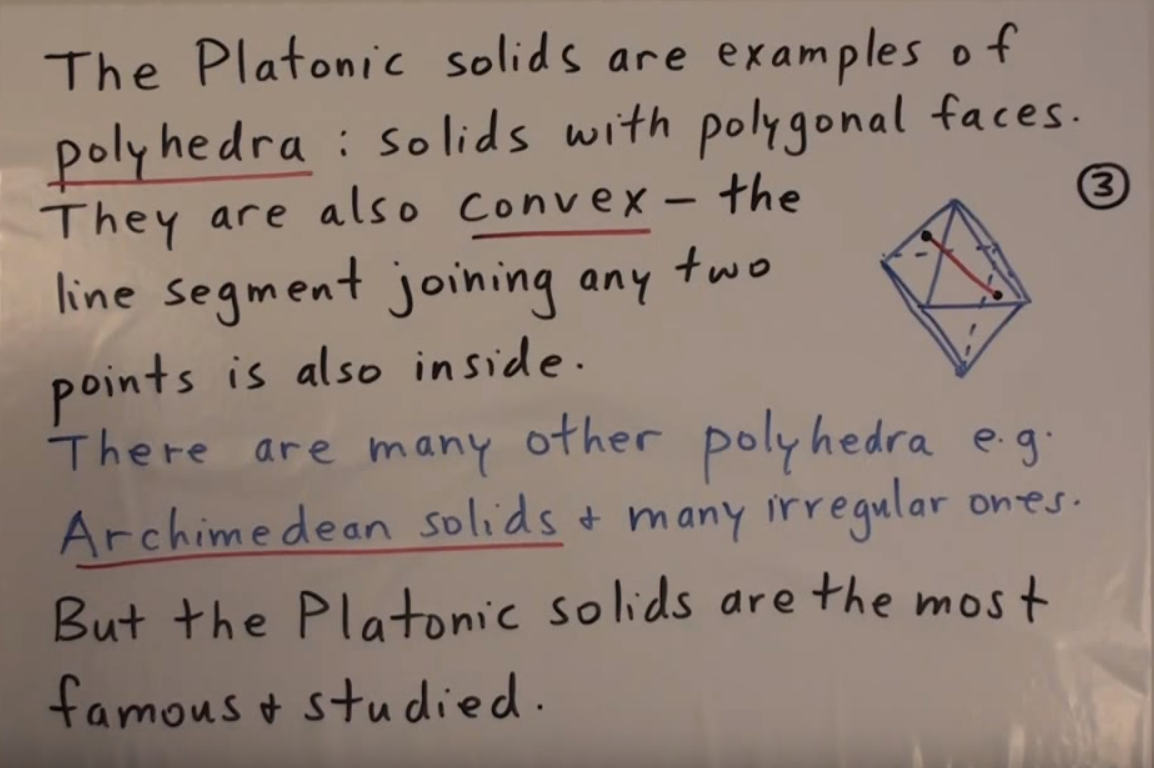 The Platonic solids are examples of
polyhedra : solids with polygonal faces.
③
They are also convex – the
line segment joining any two
points is also inside.
There are many other polyhedra e.g.
Archimedean solids & many irregular ones.
But the Platonic solids are the most
famous & studied.